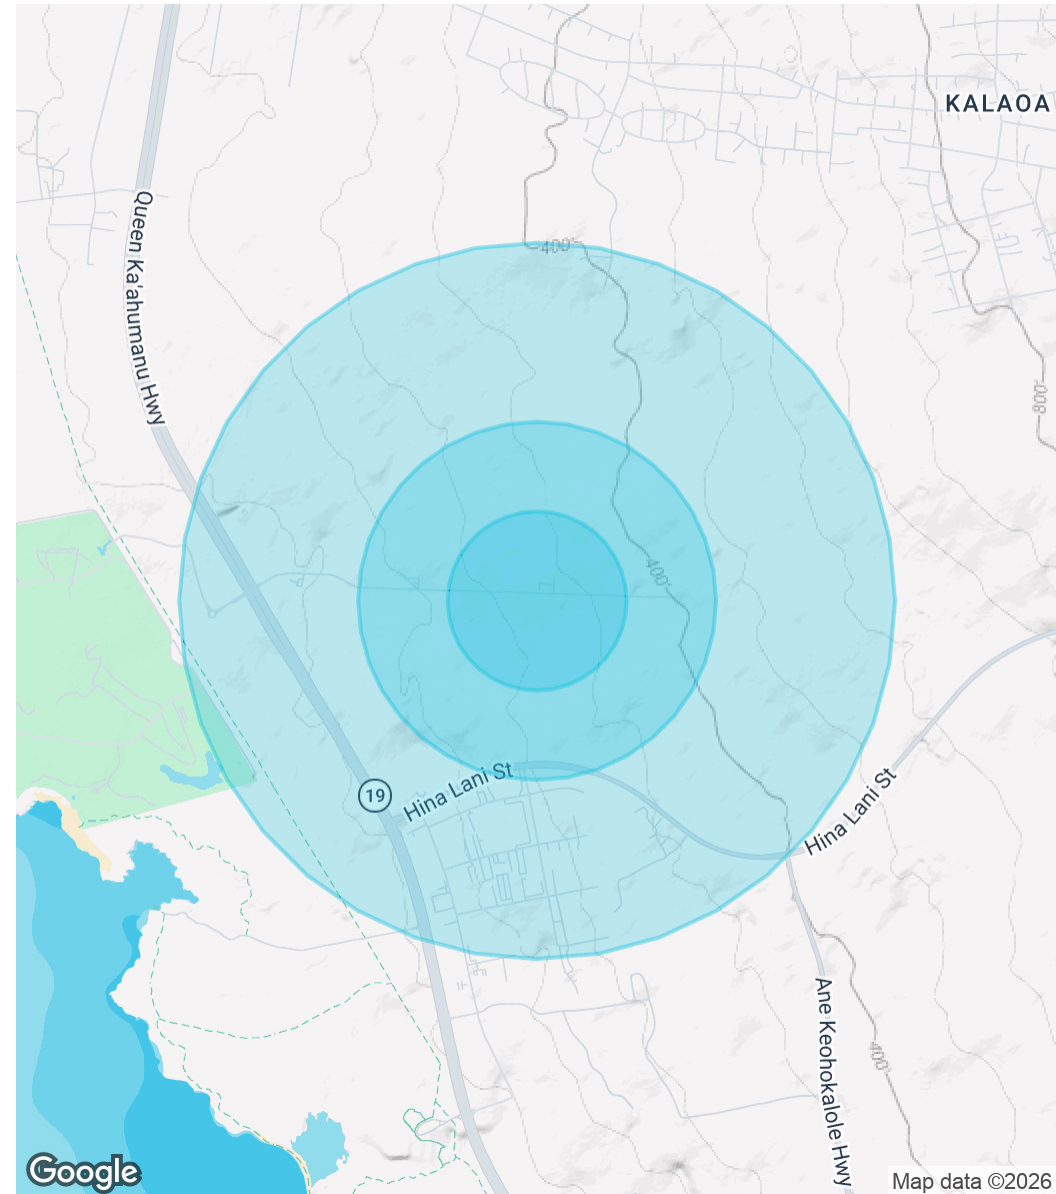 KALAOA
Queen Ka'ahumanu Hwy
400'
800'
400'
19
Hina Lani St
Hina Lani St
Ane Keohokalole Hwy
400'
Google
Map data ©2026